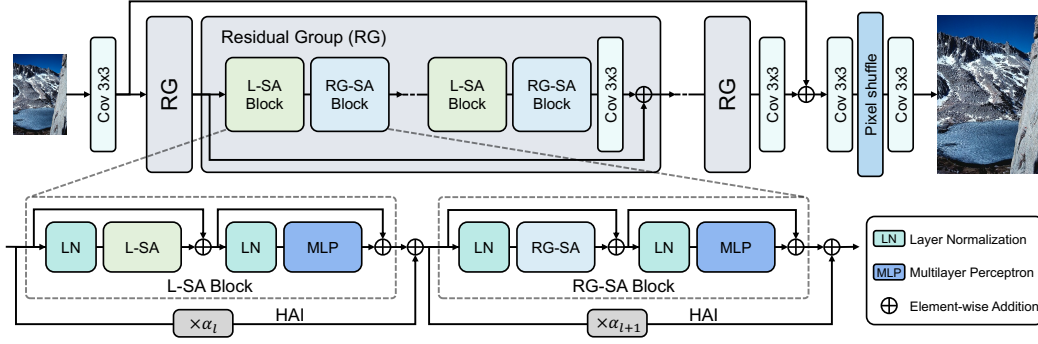 Cov 3x3
RG
Residual Group (RG)
L-SA
Block
RG-SA
Block
L-SA
Block
RG-SA
Block
Cov 3x3
RG
Cov 3x3
Cov 3x3
Pixel shuffle
Cov 3x3
LN
L-SA
LN
MLP
L-SA Block
×α_l
HAI
LN
RG-SA
LN
MLP
RG-SA Block
×α_{l+1}
HAI
LN Layer Normalization
MLP Multilayer Perceptron
Element-wise Addition